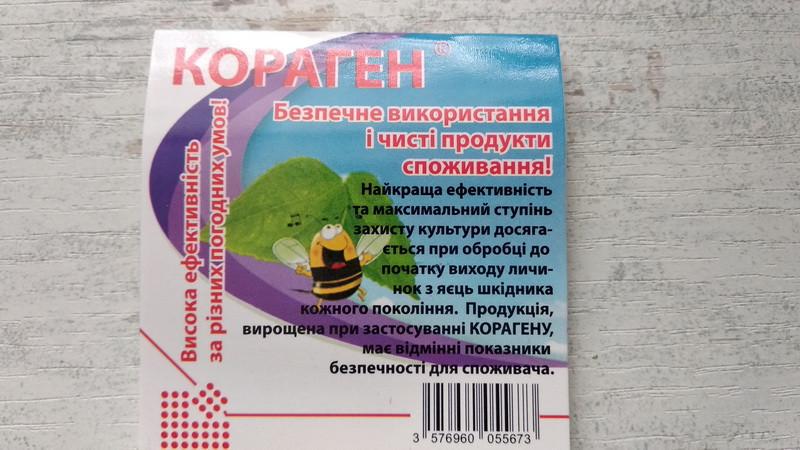 КОРАГЕН®
Безпечне використання
і чисті продукти
споживання!
Висока ефективність
за різних погодних умов!
Найкраща ефективність
та максимальний ступінь
захисту культури досяга-
ється при обробці до
початку виходу личи-
нок з яєць шкідника
кожного покоління. Продукція,
вирощена при застосуванні КОРАГЕНУ,
має відмінні показники
безпечності для споживача.
3 576960 055673